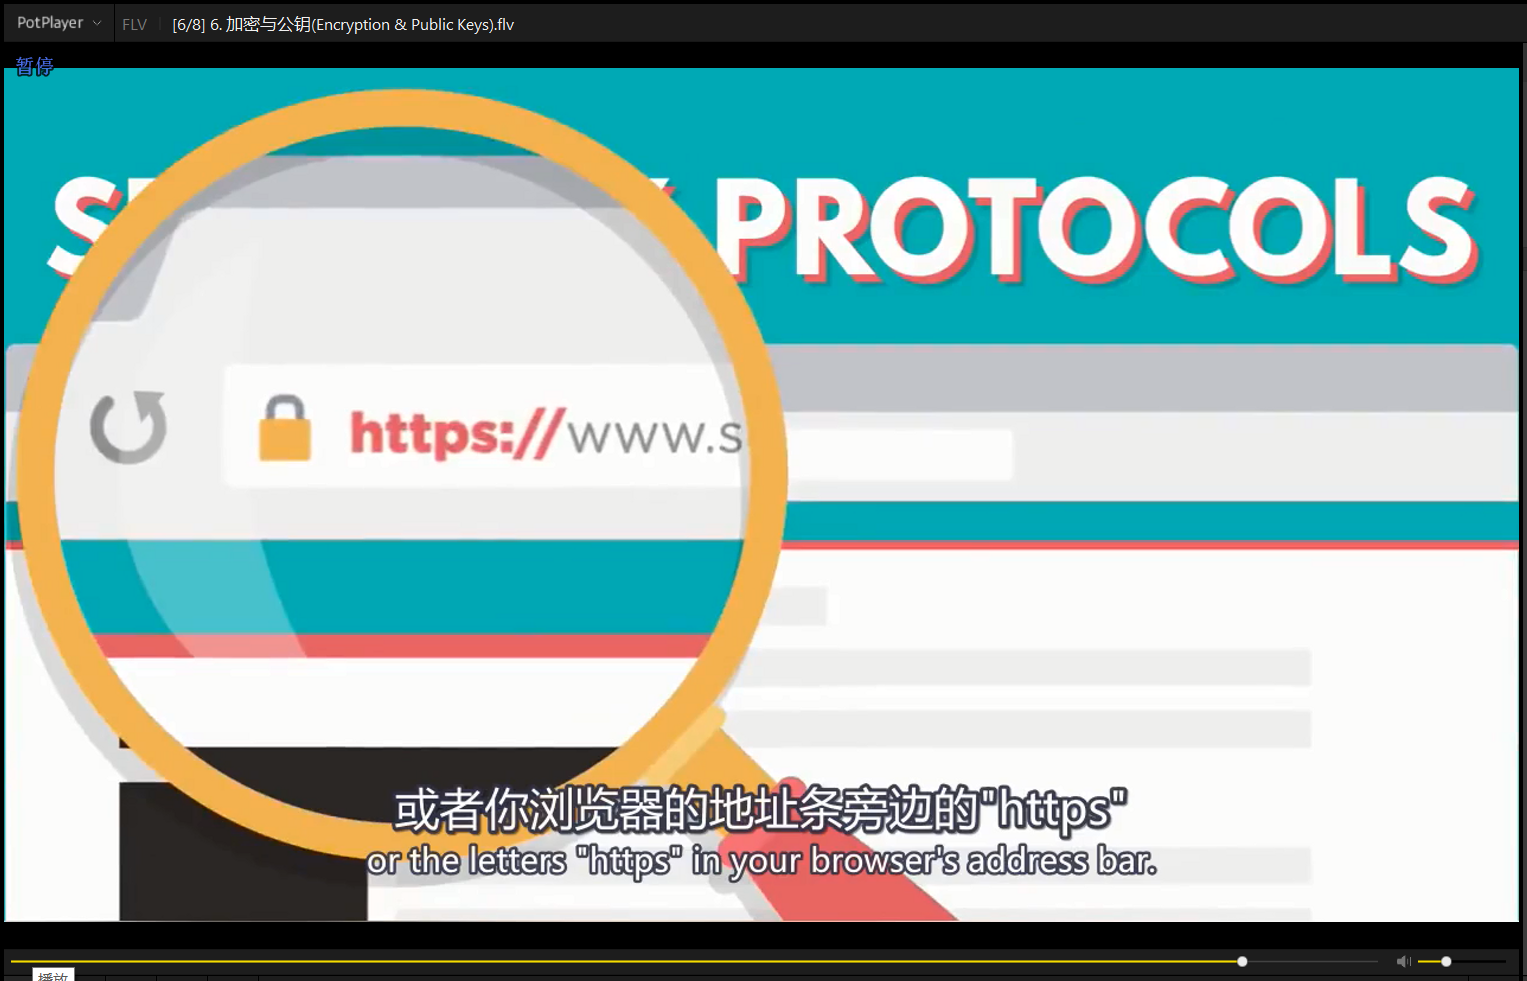 PotPlayer FLV [6/8] 6. 加密与公钥(Encryption & Public Keys).flv
暂停
PROTOCOLS
https://www.s
或者你浏览器的地址条旁边的"https"
or the letters "https" in your browser's address bar.
播放